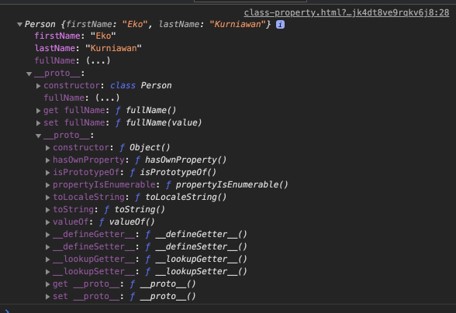 class-property.html?…jk4dt8ve9rqkv6j8:28
▼Person {firstName: "Eko", lastName: "Kurniawan"} i
firstName: "Eko"
lastName: "Kurniawan"
fullName: (...)
▼__proto__:
▶constructor: class Person
fullName: (...)
▶get fullName: ƒ fullName()
▶set fullName: ƒ fullName(value)
▼__proto__:
▶constructor: ƒ Object()
▶hasOwnProperty: ƒ hasOwnProperty()
▶isPrototypeOf: ƒ isPrototypeOf()
▶propertyIsEnumerable: ƒ propertyIsEnumerable()
▶toLocaleString: ƒ toLocaleString()
▶toString: ƒ toString()
▶valueOf: ƒ valueOf()
▶__defineGetter__: ƒ __defineGetter__()
▶__defineSetter__: ƒ __defineSetter__()
▶__lookupGetter__: ƒ __lookupGetter__()
▶__lookupSetter__: ƒ __lookupSetter__()
▶get __proto__: ƒ __proto__()
▶set __proto__: ƒ __proto__()